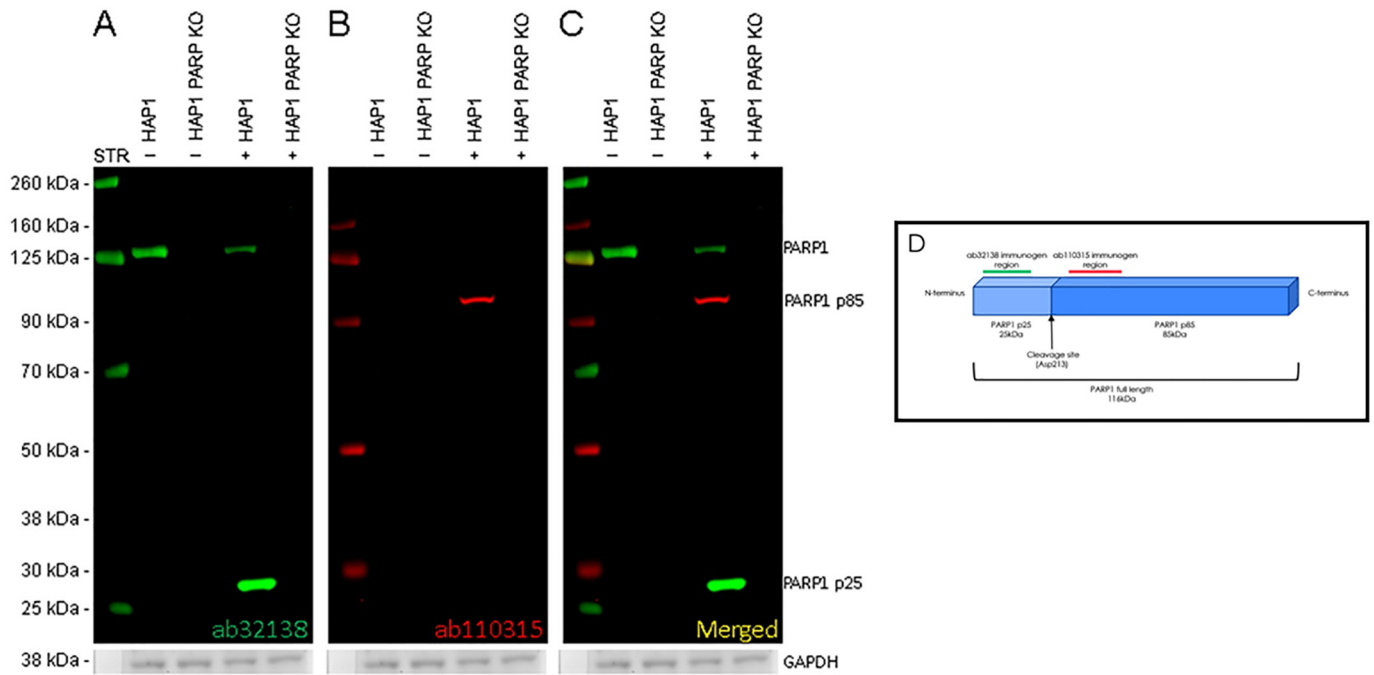 A
B
C
HAP1
HAP1 PARP KO
HAP1
HAP1 PARP KO
HAP1
HAP1 PARP KO
HAP1
HAP1 PARP KO
HAP1
HAP1 PARP KO
HAP1
HAP1 PARP KO
STR – – + +
– – + +
– – + +
260 kDa -
160 kDa -
125 kDa -
90 kDa -
70 kDa -
50 kDa -
38 kDa -
30 kDa -
25 kDa -
38 kDa -
ab32138
ab110315
Merged
PARP1
PARP1 p85
PARP1 p25
GAPDH
D
ab32138 immunogen
region
ab110315 immunogen
region
N-terminus
C-terminus
PARP1 p25
25kDa
PARP1 p85
85kDa
Cleavage site
(Asp213)
PARP1 full length
116kDa